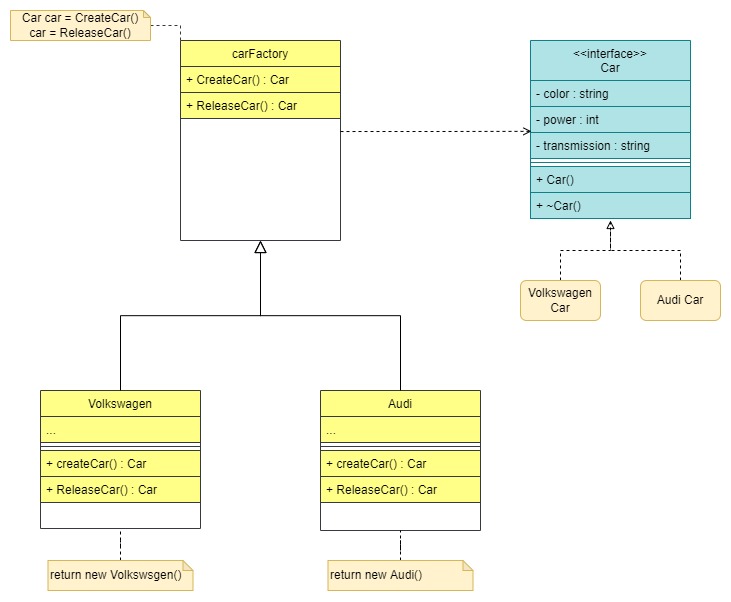 Car car = CreateCar()
car = ReleaseCar()
carFactory
+ CreateCar() : Car
+ ReleaseCar() : Car
<<interface>>
Car
- color : string
- power : int
- transmission : string
+ Car()
+ ~Car()
Volkswagen
Car
Audi Car
Volkswagen
...
+ createCar() : Car
+ ReleaseCar() : Car
Audi
...
+ createCar() : Car
+ ReleaseCar() : Car
return new Volkswsgen()
return new Audi()